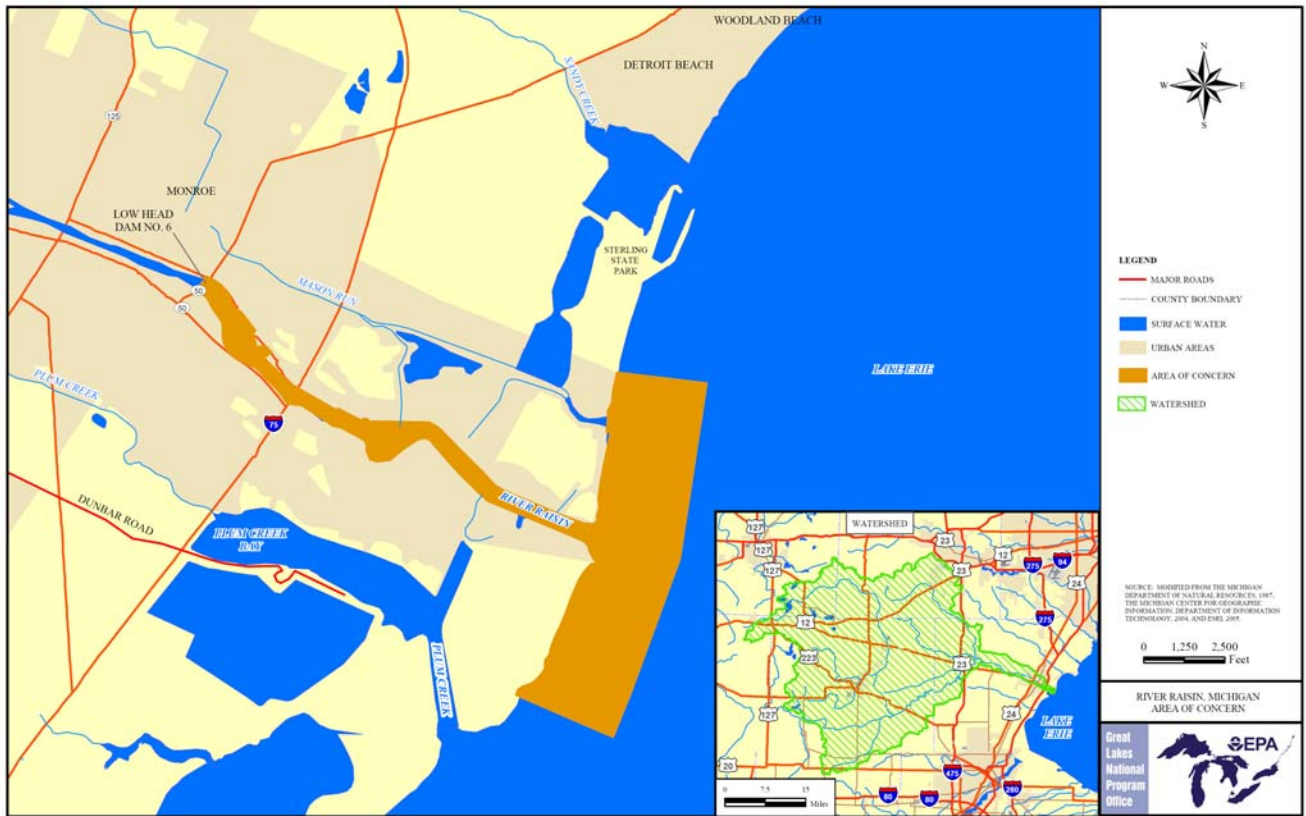 WOODLAND BEACH
DETROIT BEACH
SANDY CREEK
125
MONROE
LOW HEAD
DAM NO. 6
STERLING
STATE
PARK
50
50
MASON RUN
PLUM CREEK
75
LAKE ERIE
DUNBAR ROAD
PLUM CREEK
BAY
RIVER RAISIN
PLUM CREEK
N
W
E
S
LEGEND
MAJOR ROADS
COUNTY BOUNDARY
SURFACE WATER
URBAN AREAS
AREA OF CONCERN
WATERSHED
WATERSHED
127
127
127
23
12
275
94
24
23
275
12
223
23
127
24
LAKE
ERIE
20
475
80
80
280
0 7.5 15
Miles
SOURCE: MODIFIED FROM THE MICHIGAN
DEPARTMENT OF NATURAL RESOURCES, 1987,
THE MICHIGAN CENTER FOR GEOGRAPHIC
INFORMATION, DEPARTMENT OF INFORMATION
TECHNOLOGY, 2004, AND ESRI, 2005.
0 1,250 2,500
Feet
RIVER RAISIN, MICHIGAN
AREA OF CONCERN
Great
Lakes
National
Program
Office
EPA